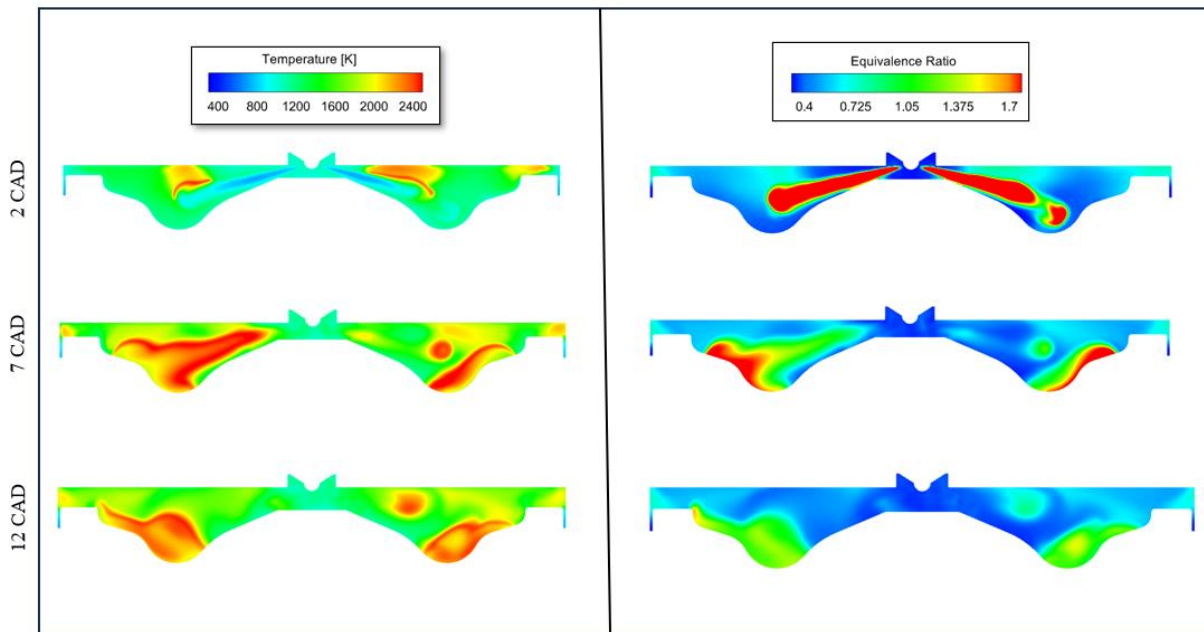 Temperature [K]
400 800 1200 1600 2000 2400
Equivalence Ratio
0.4 0.725 1.05 1.375 1.7
2 CAD
7 CAD
12 CAD